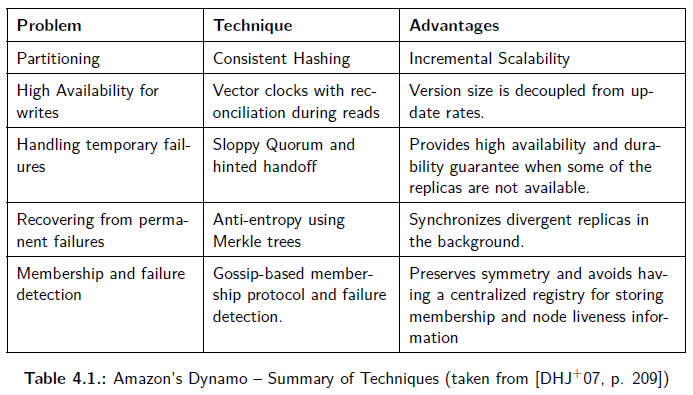 Problem Technique Advantages
Partitioning Consistent Hashing Incremental Scalability
High Availability for Vector clocks with rec- Version size is decoupled from up-
writes onciliation during reads date rates.
Handling temporary fail- Sloppy Quorum and Provides high availability and dura-
ures hinted handoff bility guarantee when some of the
replicas are not available.
Recovering from perma- Anti-entropy using Synchronizes divergent replicas in
nent failures Merkle trees the background.
Membership and failure Gossip-based member- Preserves symmetry and avoids hav-
detection ship protocol and failure ing a centralized registry for storing
detection. membership and node liveness infor-
mation
Table 4.1.: Amazon's Dynamo – Summary of Techniques (taken from [DHJ+07, p. 209])